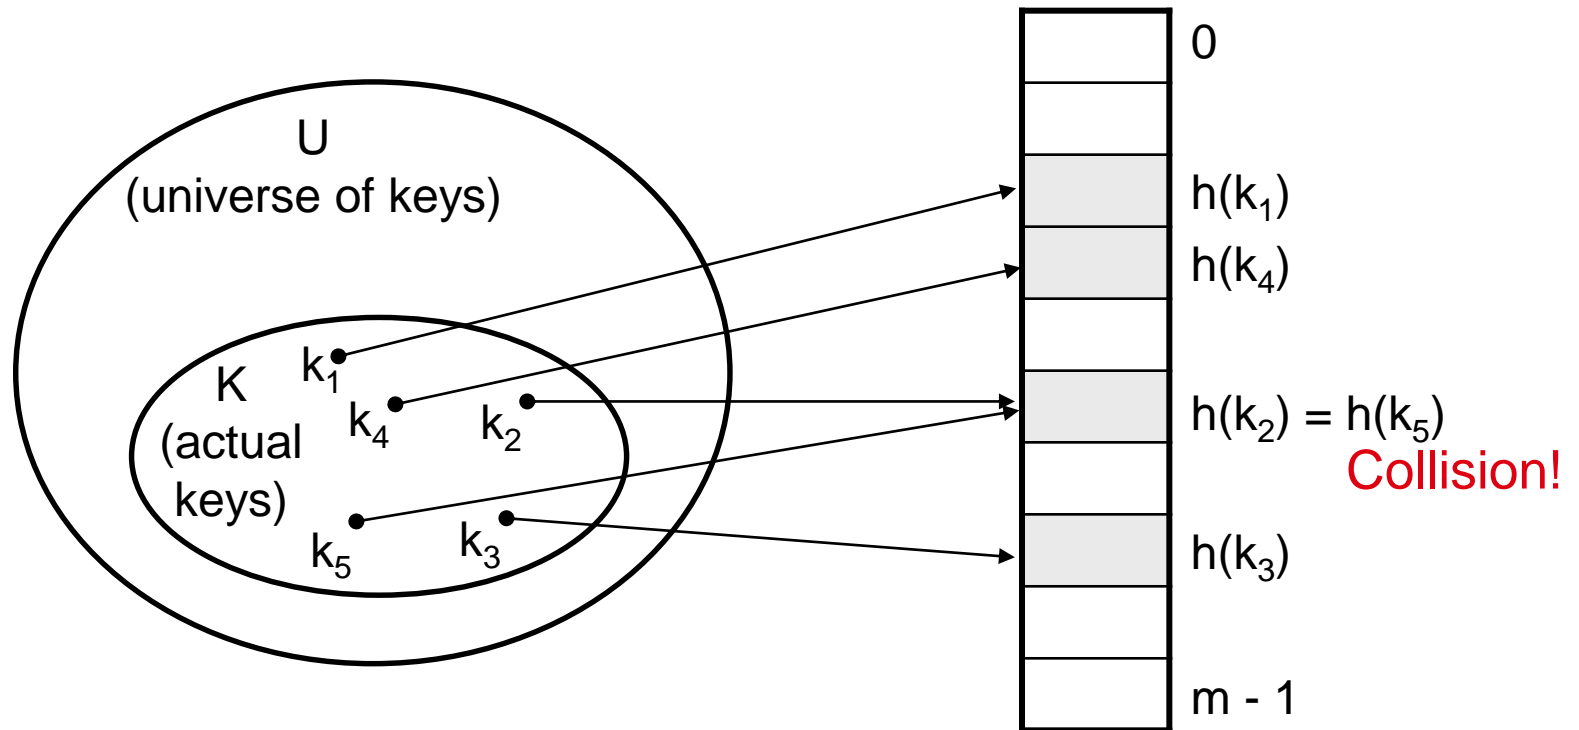 U
(universe of keys)
K
(actual
keys)
k₁
k₄
k₂
k₅
k₃
0
h(k₁)
h(k₄)
h(k₂) = h(k₅)
Collision!
h(k₃)
m - 1